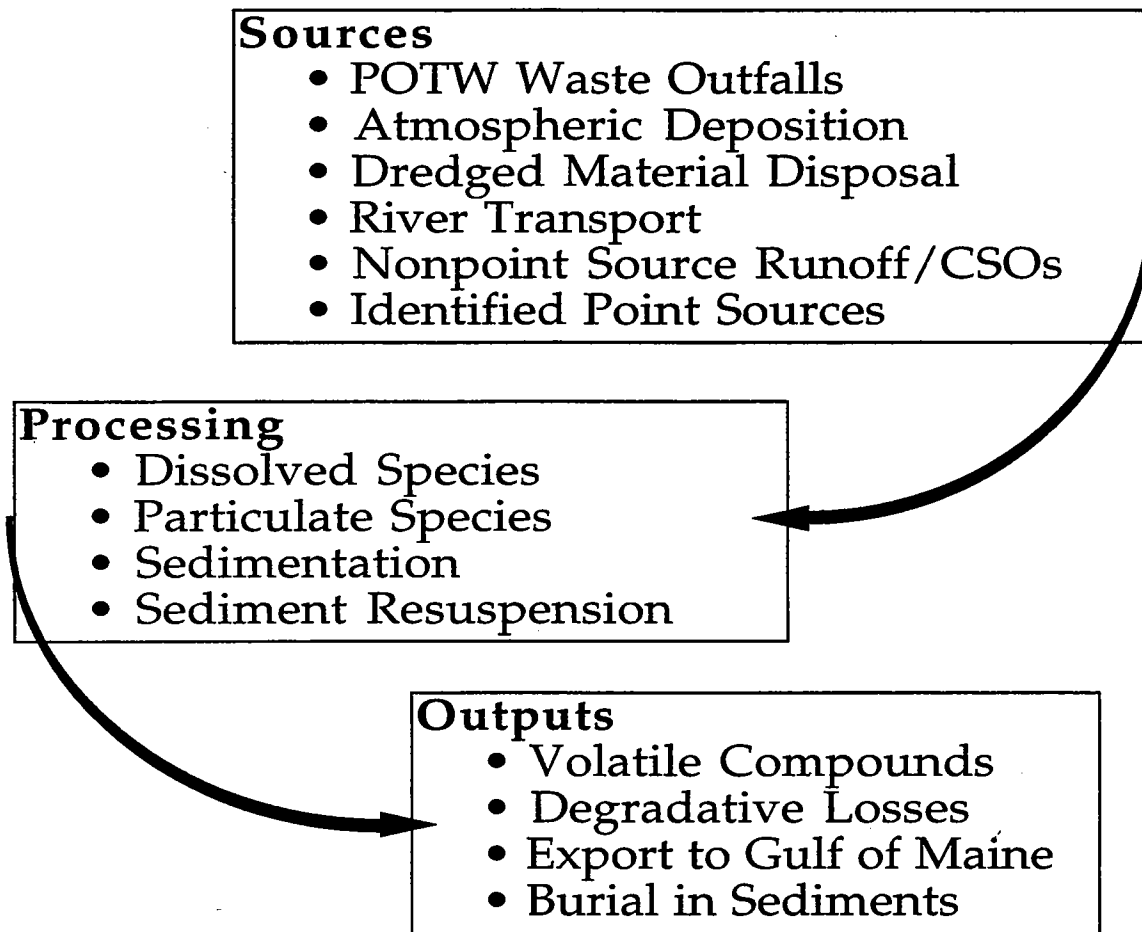 Sources
• POTW Waste Outfalls
• Atmospheric Deposition
• Dredged Material Disposal
• River Transport
• Nonpoint Source Runoff/CSOs
• Identified Point Sources
Processing
• Dissolved Species
• Particulate Species
• Sedimentation
• Sediment Resuspension
Outputs
• Volatile Compounds
• Degradative Losses
• Export to Gulf of Maine
• Burial in Sediments